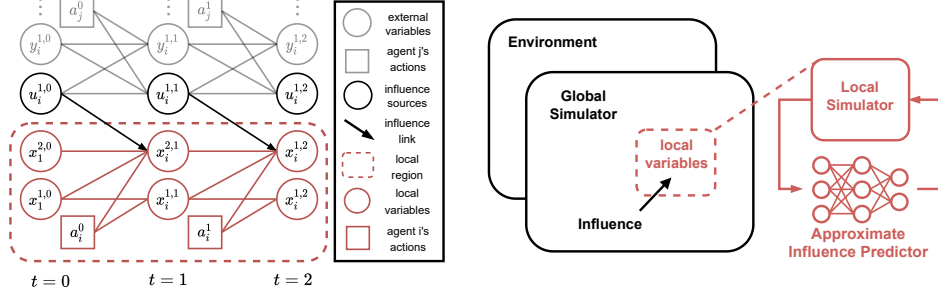 a_j^0 a_j^1
y_i^{1,0} y_i^{1,1} y_i^{1,2}
u_i^{1,0} u_i^{1,1} u_i^{1,2}
x_1^{2,0} x_i^{2,1} x_i^{1,2}
x_1^{1,0} x_i^{1,1} x_i^{1,2}
a_i^0 a_i^1
t = 0 t = 1 t = 2
external
variables
agent j's
actions
influence
sources
influence
link
local
region
local
variables
agent i's
actions
Environment
Global
Simulator
local
variables
Influence
Local
Simulator
Approximate
Influence Predictor